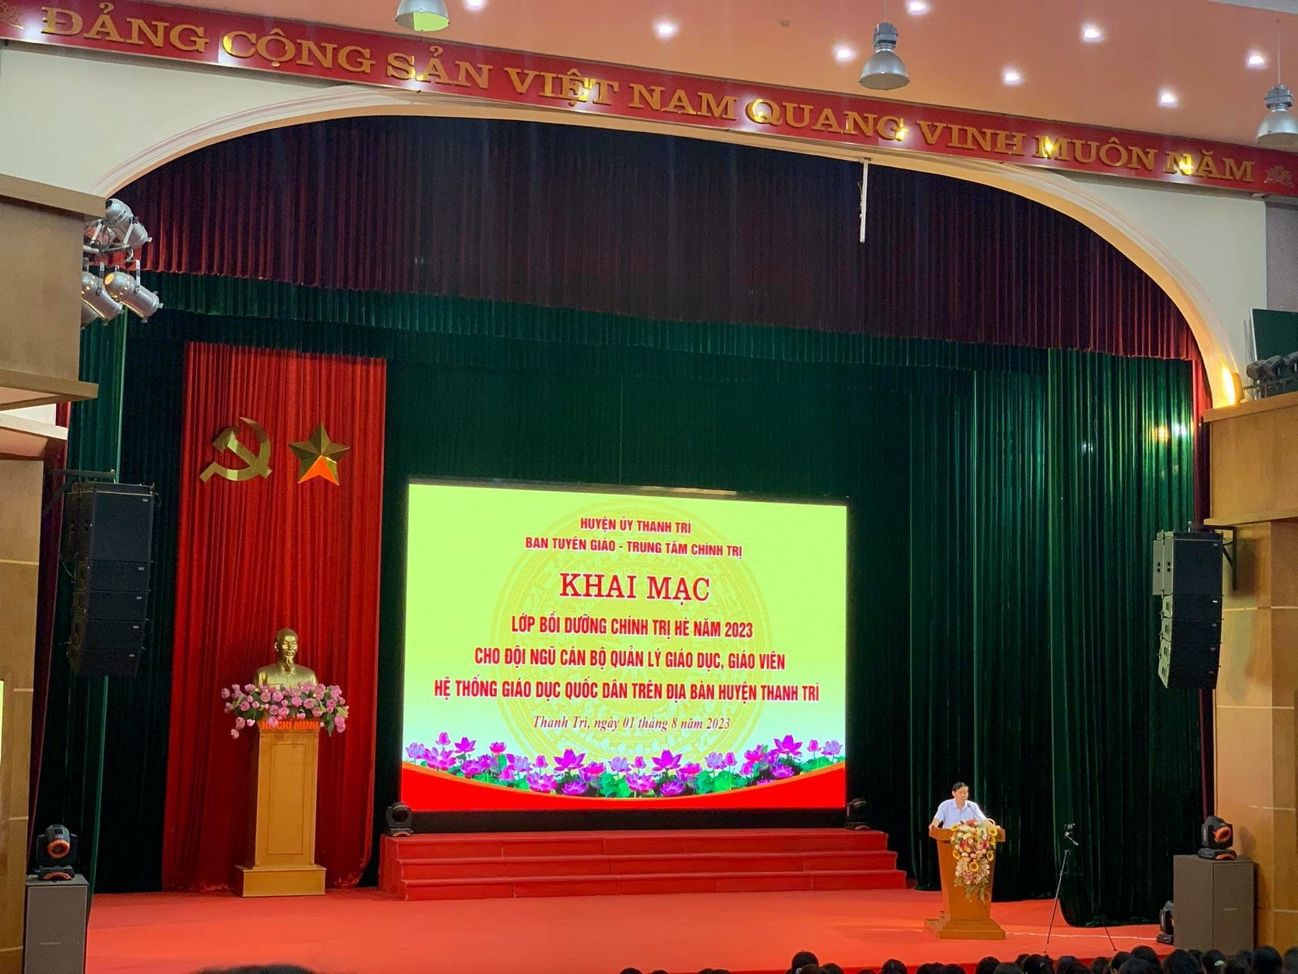 ĐẢNG CỘNG SẢN VIỆT NAM QUANG VINH MUÔN NĂM
HUYỆN ỦY THANH TRÌ
BAN TUYÊN GIÁO - TRUNG TÂM CHÍNH TRỊ
KHAI MẠC
LỚP BỒI DƯỠNG CHÍNH TRỊ HÈ NĂM 2023
CHO ĐỘI NGŨ CÁN BỘ QUẢN LÝ GIÁO DỤC, GIÁO VIÊN
HỆ THỐNG GIÁO DỤC QUỐC DÂN TRÊN ĐỊA BÀN HUYỆN THANH TRÌ
Thanh Trì, ngày 01 tháng 8 năm 2023
HỒ CHÍ MINH